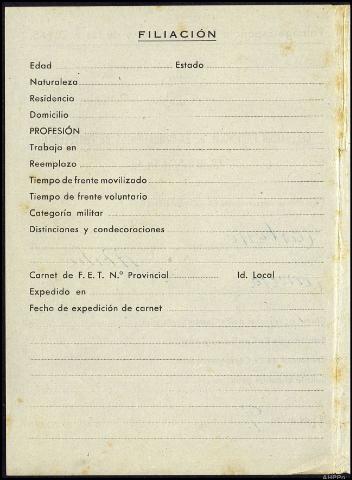 FILIACIÓN
Edad Estado
Naturaleza
Residencia
Domicilio
PROFESIÓN
Trabaja en
Reemplazo
Tiempo de frente movilizado
Tiempo de frente voluntario
Categoría militar
Distinciones y condecoraciones
Carnet de F. E. T. N.º Provincial Id. Local
Expedido en
Fecha de expedición de carnet
AHPPo